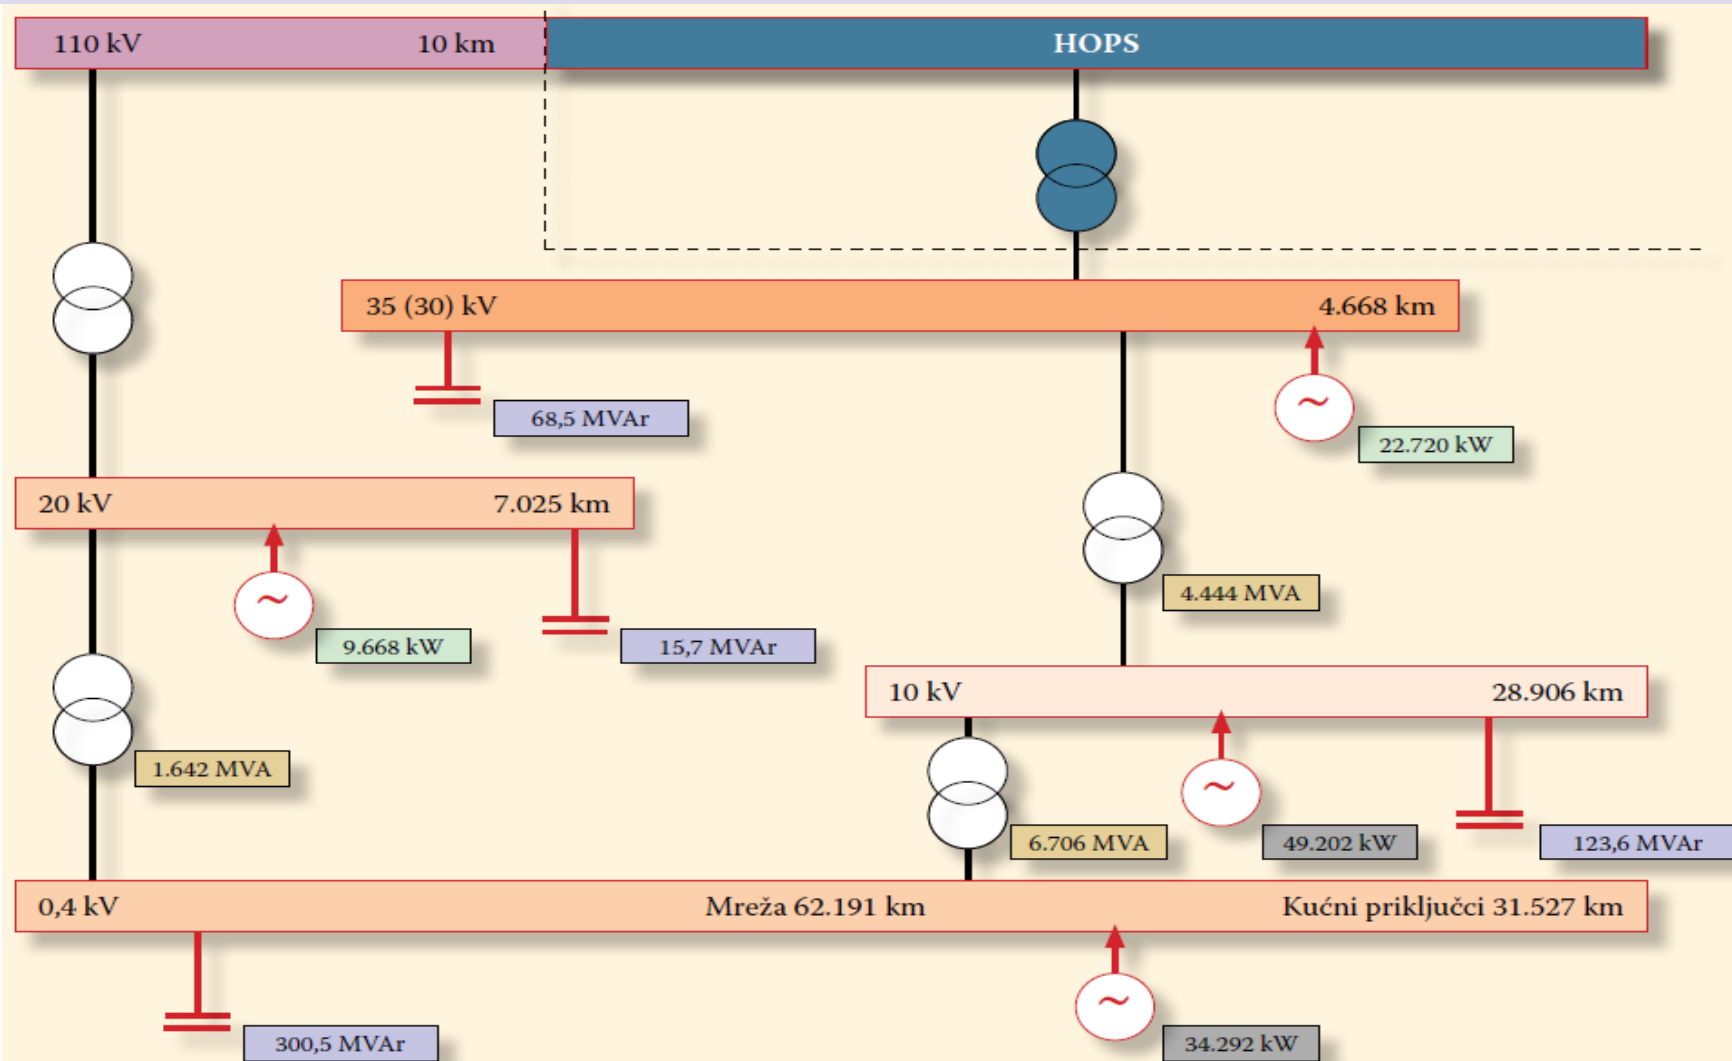 110 kV 10 km HOPS
35 (30) kV 4.668 km
68,5 MVAr
~
22.720 kW
20 kV 7.025 km
~
9.668 kW
15,7 MVAr
4.444 MVA
10 kV 28.906 km
1.642 MVA
~
6.706 MVA
49.202 kW
123,6 MVAr
0,4 kV Mreža 62.191 km Kućni priključci 31.527 km
~
300,5 MVAr
34.292 kW